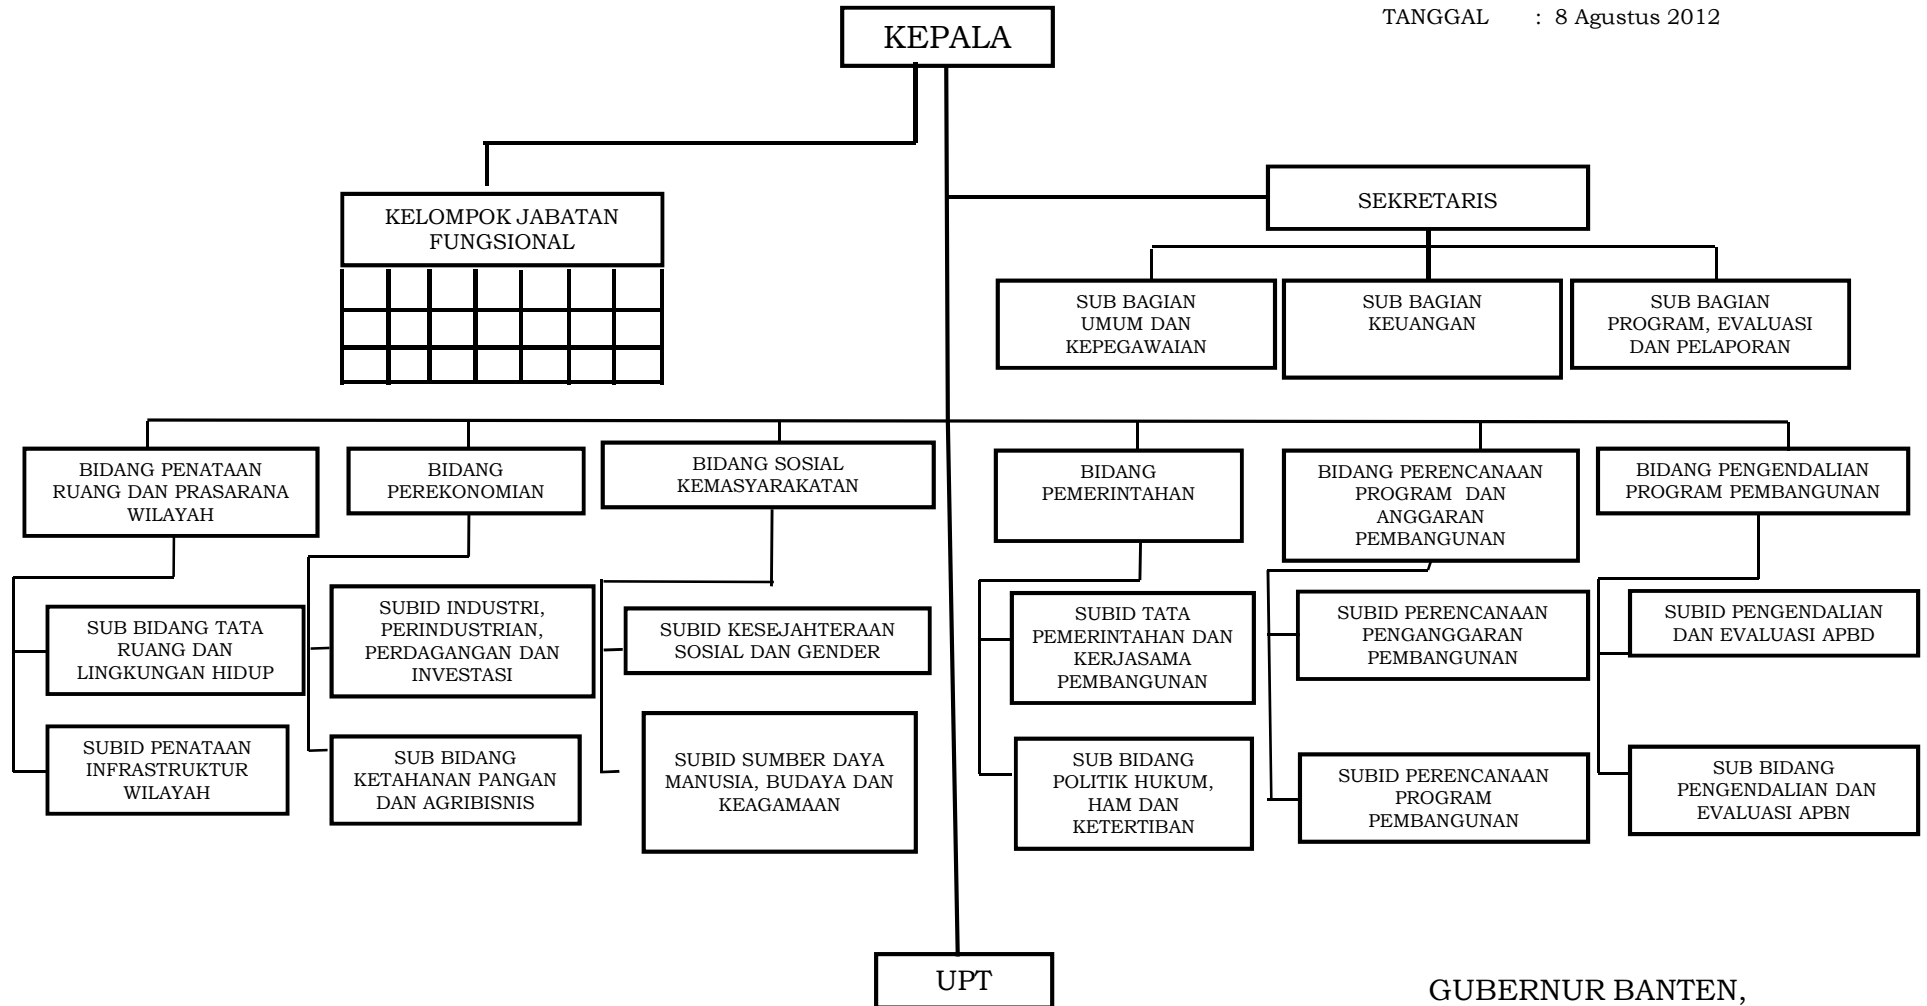 TANGGAL : 8 Agustus 2012
KEPALA
KELOMPOK JABATAN
FUNGSIONAL
SEKRETARIS
SUB BAGIAN
UMUM DAN
KEPEGAWAIAN
SUB BAGIAN
KEUANGAN
SUB BAGIAN
PROGRAM, EVALUASI
DAN PELAPORAN
BIDANG PENATAAN
RUANG DAN PRASARANA
WILAYAH
BIDANG
PEREKONOMIAN
BIDANG SOSIAL
KEMASYARAKATAN
BIDANG
PEMERINTAHAN
BIDANG PERENCANAAN
PROGRAM DAN
ANGGARAN
PEMBANGUNAN
BIDANG PENGENDALIAN
PROGRAM PEMBANGUNAN
SUB BIDANG TATA
RUANG DAN
LINGKUNGAN HIDUP
SUBID INDUSTRI,
PERINDUSTRIAN,
PERDAGANGAN DAN
INVESTASI
SUBID KESEJAHTERAAN
SOSIAL DAN GENDER
SUBID TATA
PEMERINTAHAN DAN
KERJASAMA
PEMBANGUNAN
SUBID PERENCANAAN
PENGANGGARAN
PEMBANGUNAN
SUBID PENGENDALIAN
DAN EVALUASI APBD
SUBID PENATAAN
INFRASTRUKTUR
WILAYAH
SUB BIDANG
KETAHANAN PANGAN
DAN AGRIBISNIS
SUBID SUMBER DAYA
MANUSIA, BUDAYA DAN
KEAGAMAAN
SUB BIDANG
POLITIK HUKUM,
HAM DAN
KETERTIBAN
SUBID PERENCANAAN
PROGRAM
PEMBANGUNAN
SUB BIDANG
PENGENDALIAN DAN
EVALUASI APBN
UPT
GUBERNUR BANTEN,